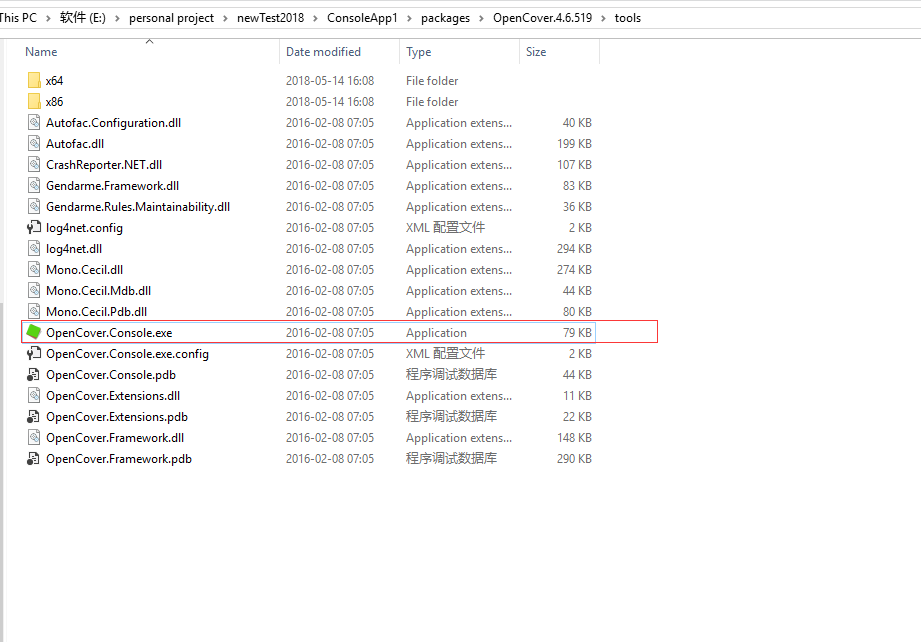 This PC > 软件 (E:) > personal project > newTest2018 > ConsoleApp1 > packages > OpenCover.4.6.519 > tools
Name Date modified Type Size
x64 2018-05-14 16:08 File folder
x86 2018-05-14 16:08 File folder
Autofac.Configuration.dll 2016-02-08 07:05 Application extens... 40 KB
Autofac.dll 2016-02-08 07:05 Application extens... 199 KB
CrashReporter.NET.dll 2016-02-08 07:05 Application extens... 107 KB
Gendarme.Framework.dll 2016-02-08 07:05 Application extens... 83 KB
Gendarme.Rules.Maintainability.dll 2016-02-08 07:05 Application extens... 36 KB
log4net.config 2016-02-08 07:05 XML 配置文件 2 KB
log4net.dll 2016-02-08 07:05 Application extens... 294 KB
Mono.Cecil.dll 2016-02-08 07:05 Application extens... 274 KB
Mono.Cecil.Mdb.dll 2016-02-08 07:05 Application extens... 44 KB
Mono.Cecil.Pdb.dll 2016-02-08 07:05 Application extens... 80 KB
OpenCover.Console.exe 2016-02-08 07:05 Application 79 KB
OpenCover.Console.exe.config 2016-02-08 07:05 XML 配置文件 2 KB
OpenCover.Console.pdb 2016-02-08 07:05 程序调试数据库 44 KB
OpenCover.Extensions.dll 2016-02-08 07:05 Application extens... 11 KB
OpenCover.Extensions.pdb 2016-02-08 07:05 程序调试数据库 22 KB
OpenCover.Framework.dll 2016-02-08 07:05 Application extens... 148 KB
OpenCover.Framework.pdb 2016-02-08 07:05 程序调试数据库 290 KB